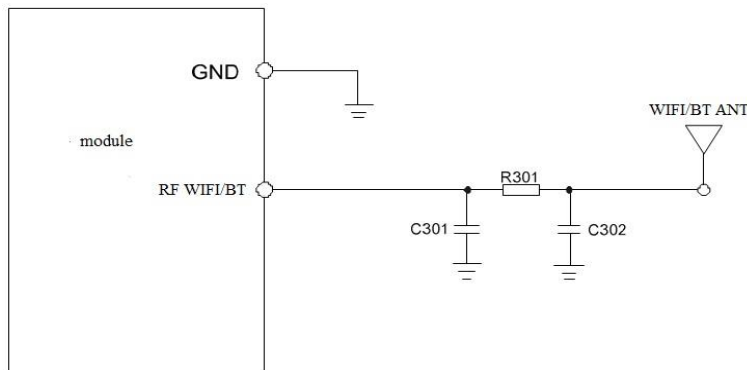 GND
WIFI/BT ANT
module
R301
RF WIFI/BT
C301
C302